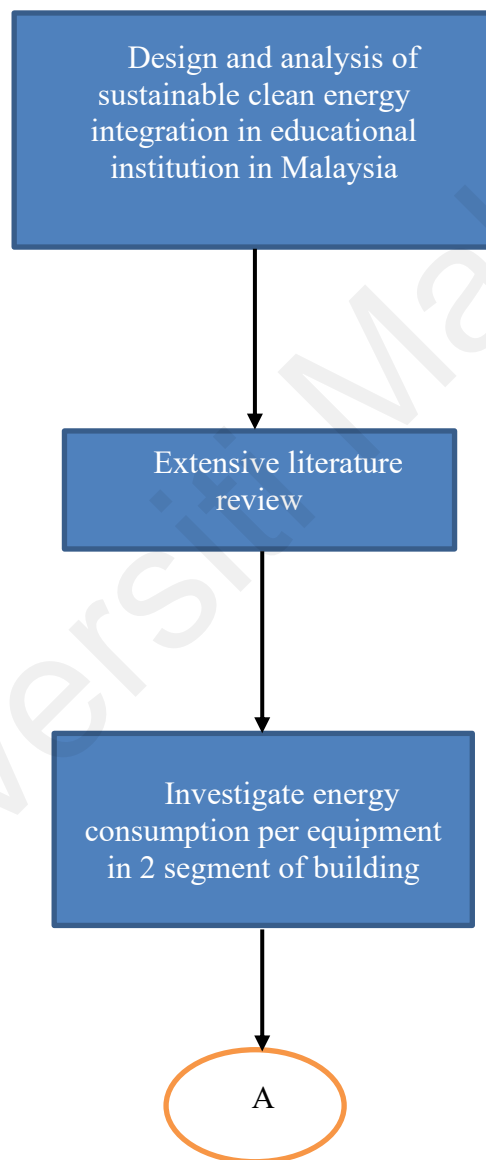 Design and analysis of
sustainable clean energy
integration in educational
institution in Malaysia
Extensive literature
review
Investigate energy
consumption per equipment
in 2 segment of building
A